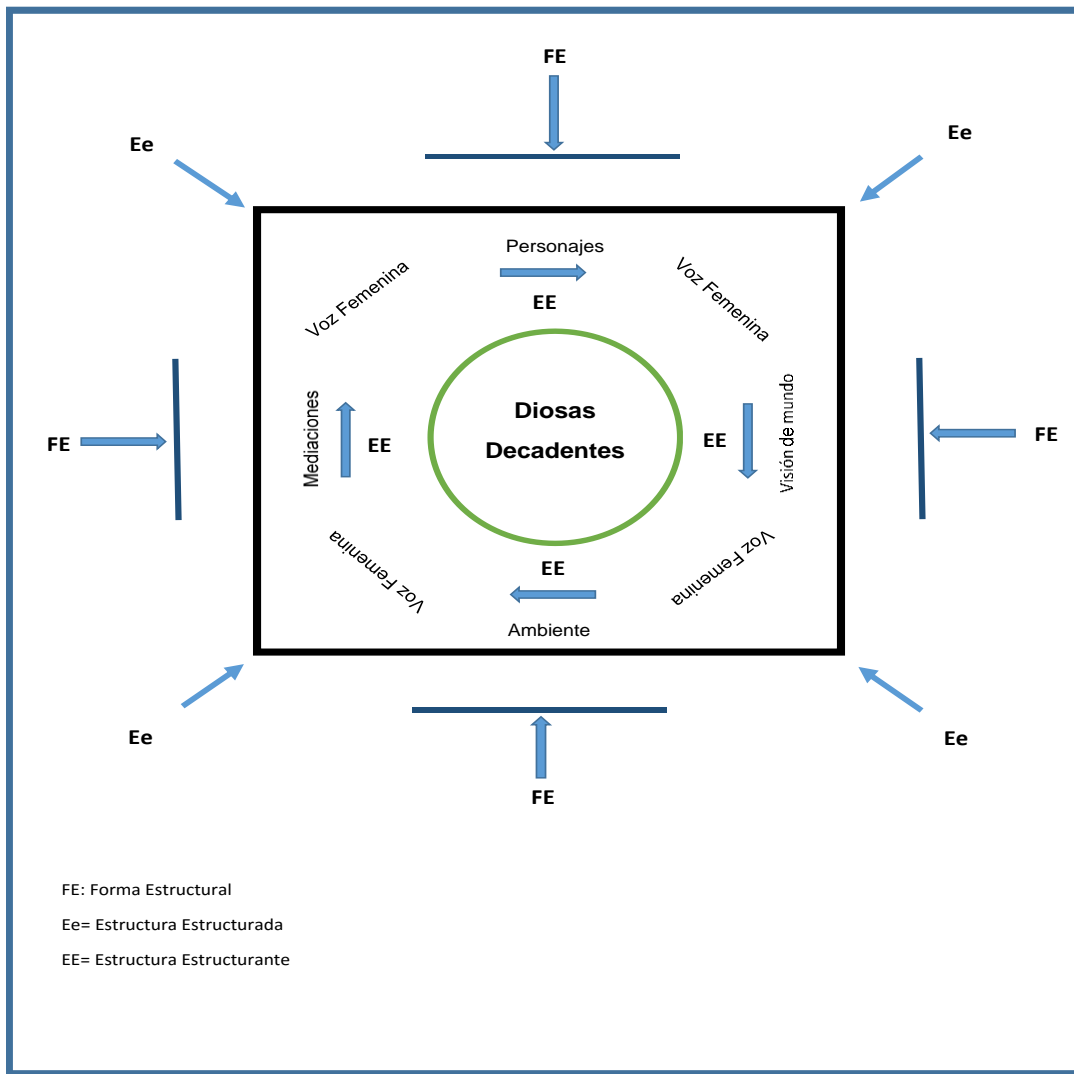 FE
Ee
Ee
Personajes
Voz Femenina
Voz Femenina
EE
Diosas
Decadentes
Mediaciones
EE
EE
Visión de mundo
FE
FE
Voz Femenina
Voz Femenina
EE
Ambiente
Ee
Ee
FE
FE: Forma Estructural
Ee= Estructura Estructurada
EE= Estructura Estructurante